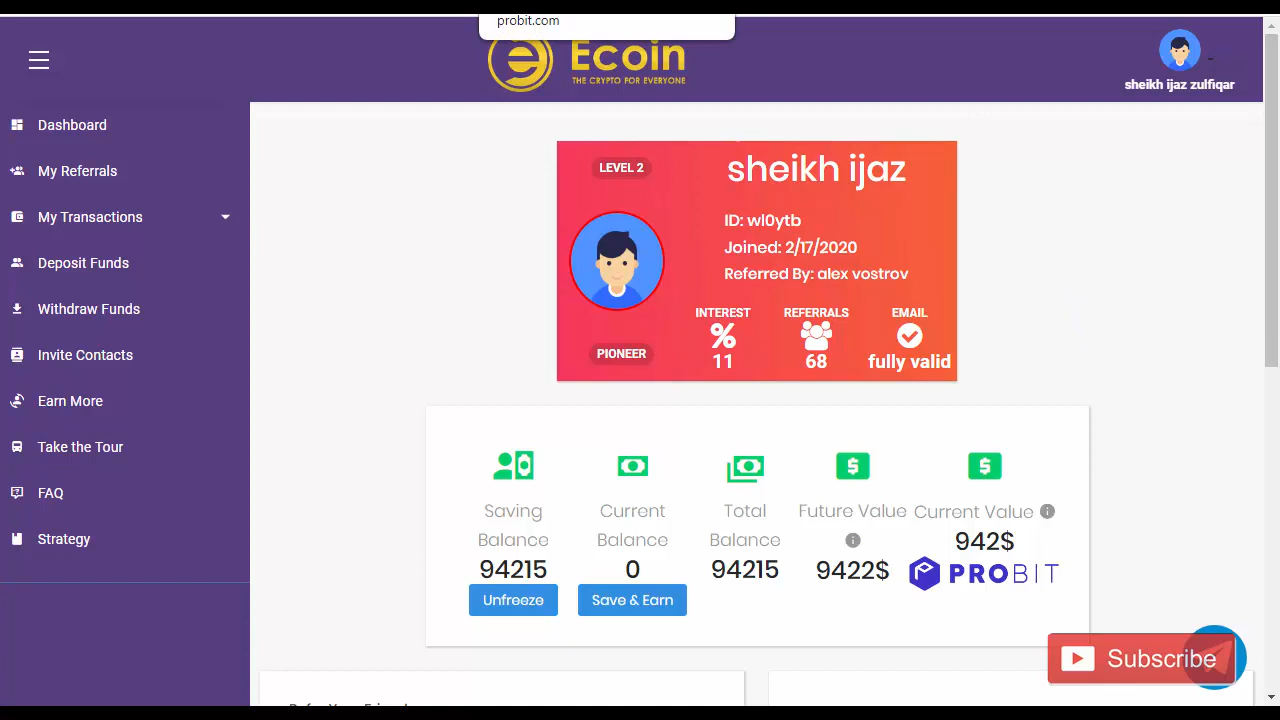 probit.com
Ecoin
THE CRYPTO FOR EVERYONE
sheikh ijaz zulfiqar
Dashboard
My Referrals
My Transactions
Deposit Funds
Withdraw Funds
Invite Contacts
Earn More
Take the Tour
FAQ
Strategy
LEVEL 2
sheikh ijaz
ID: wl0ytb
Joined: 2/17/2020
Referred By: alex vostrov
PIONEER
INTEREST
%
11
REFERRALS
68
EMAIL
fully valid
Saving
Balance
94215
Unfreeze
Current
Balance
0
Save & Earn
Total
Balance
94215
Future Value
9422$
Current Value
942$
PROBIT
Subscribe